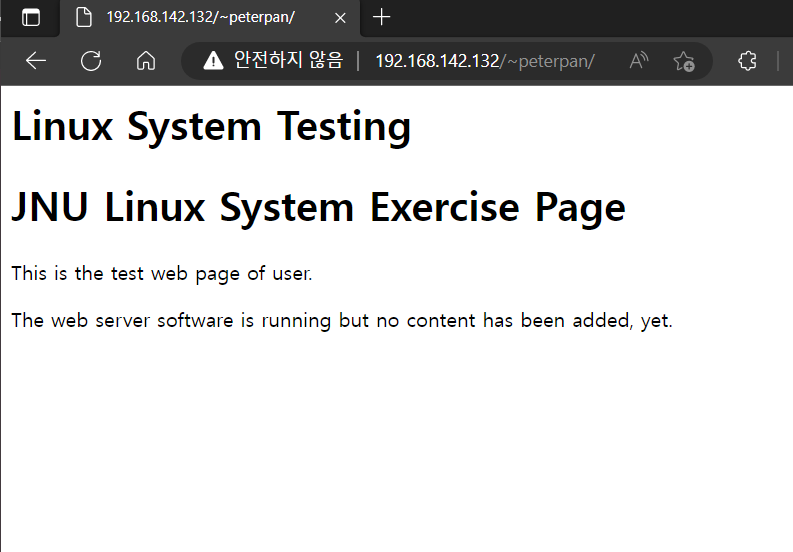 192.168.142.132/~peterpan/
안전하지 않음 | 192.168.142.132/~peterpan/
Linux System Testing
JNU Linux System Exercise Page
This is the test web page of user.
The web server software is running but no content has been added, yet.